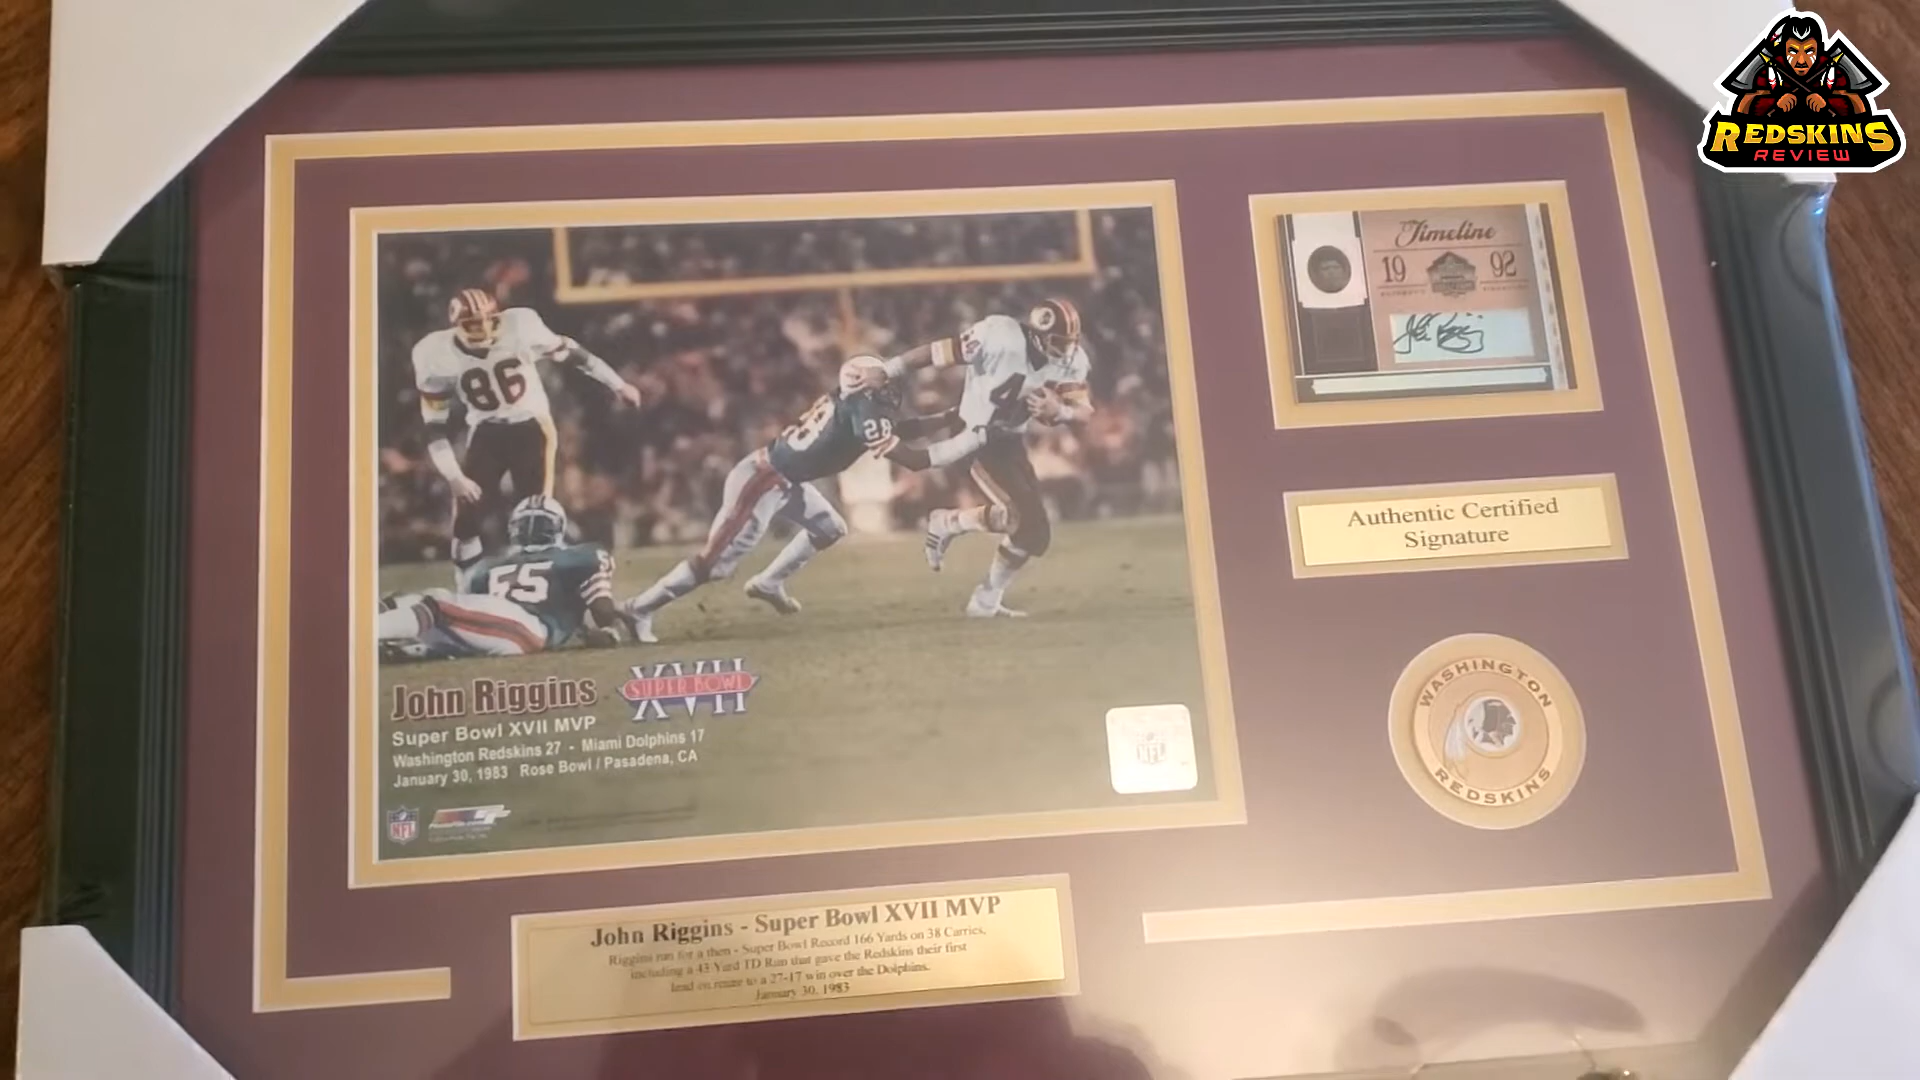 REDSKINS
REVIEW
Timeline
19 92
Authentic Certified
Signature
86
28
28
4
55
John Riggins
SUPER BOWL
XVII
Super Bowl XVII MVP
Washington Redskins 27 - Miami Dolphins 17
January 30, 1983 Rose Bowl / Pasadena, CA
NFL
NFL
WASHINGTON
REDSKINS
John Riggins - Super Bowl XVII MVP
Riggins run for a then - Super Bowl Record 166 Yards on 38 Carries,
including a 43 Yard TD Run that gave the Redskins their first
lead en route to a 27-17 win over the Dolphins.
January 30, 1983